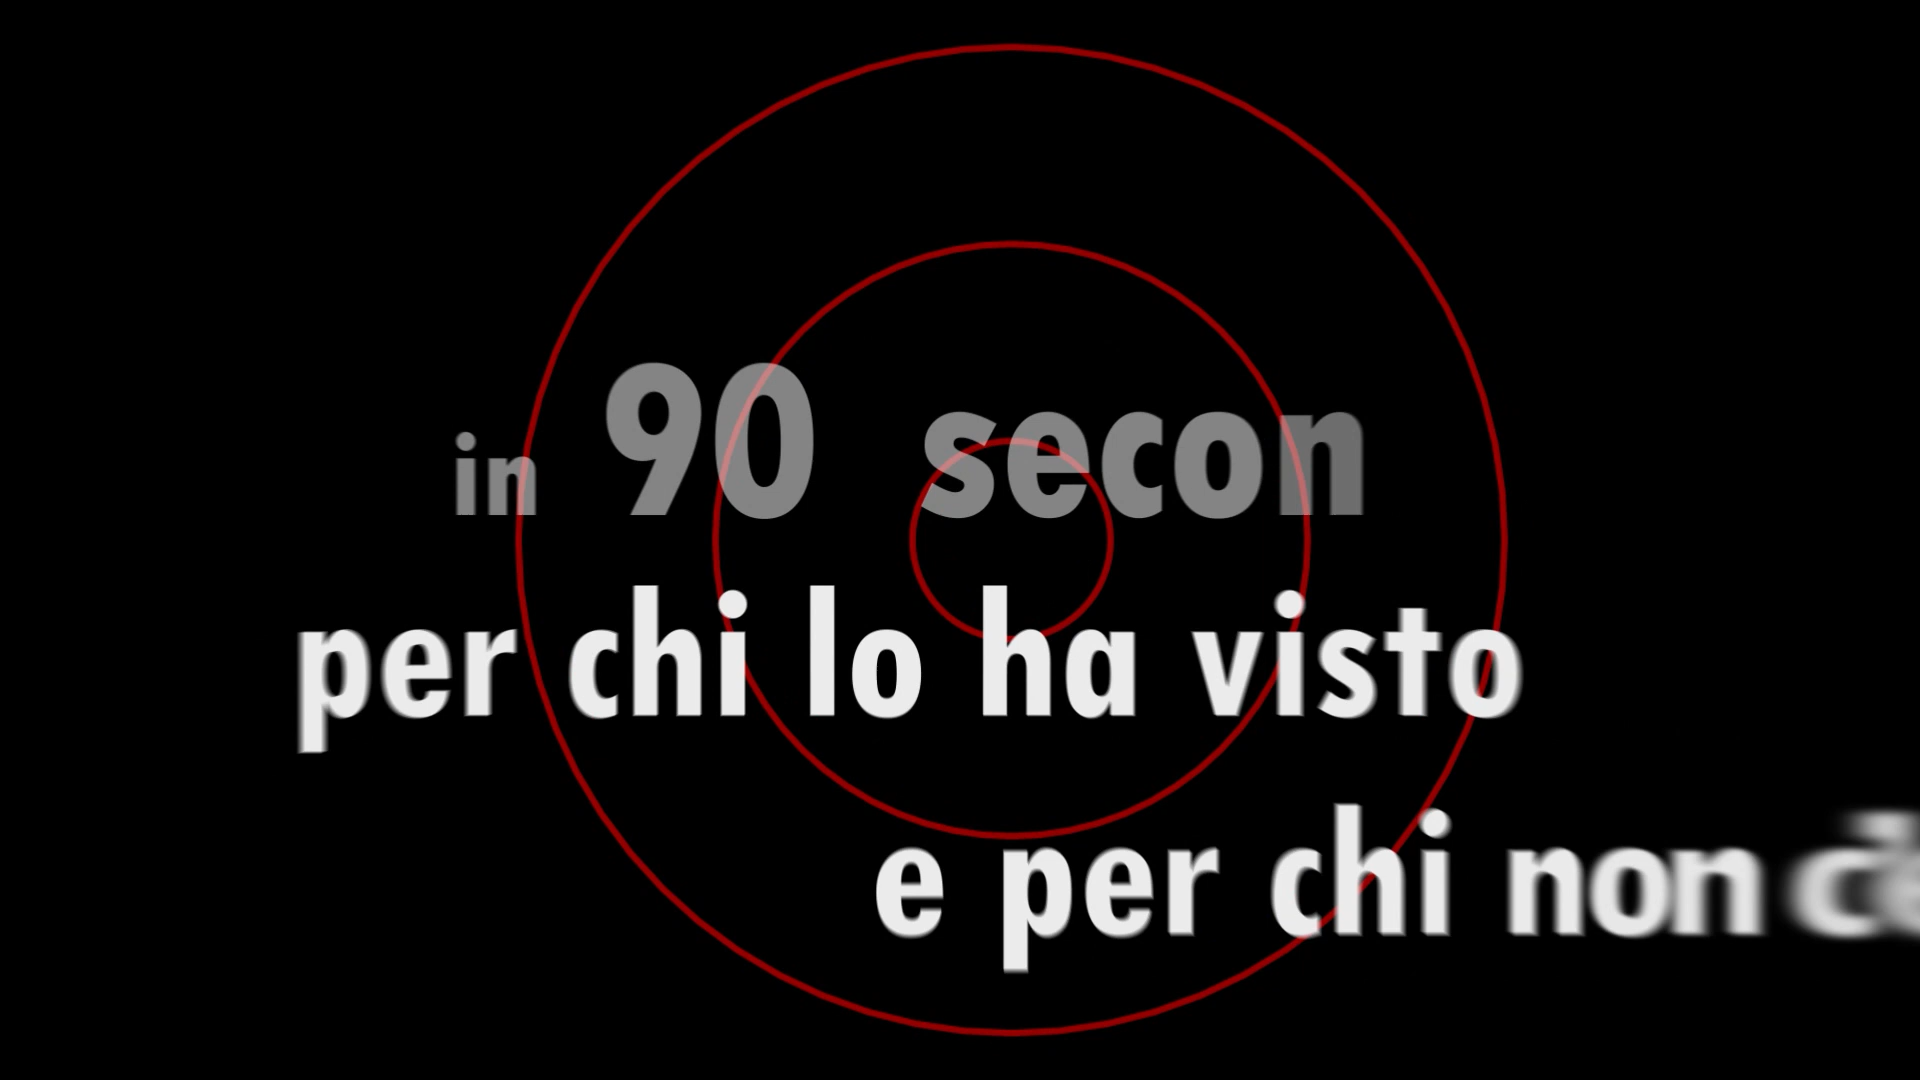 in 90 secon
per chi lo ha visto
e per chi non